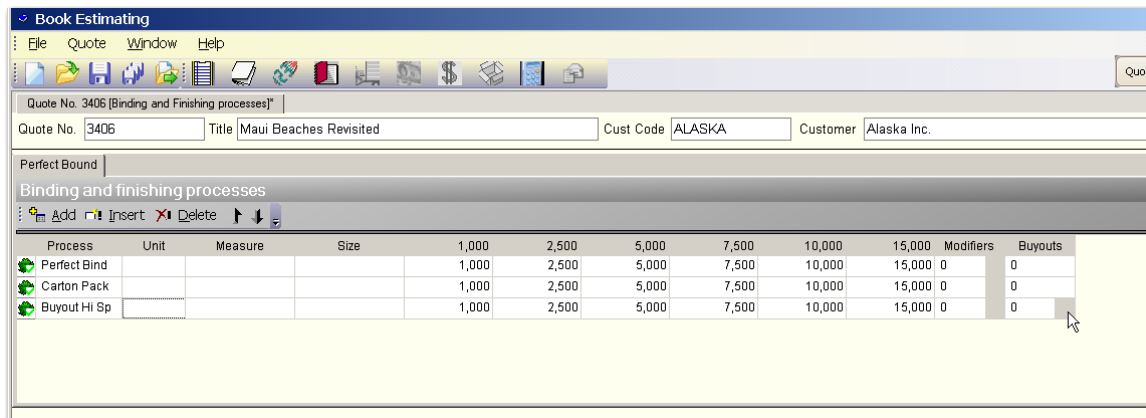 Book Estimating
File Quote Window Help
$
Quo
Quote No. 3406 [Binding and Finishing processes]*
Quote No. 3406 Title Maui Beaches Revisited Cust Code ALASKA Customer Alaska Inc.
Perfect Bound
Binding and finishing processes
Add Insert Delete
Process Unit Measure Size 1,000 2,500 5,000 7,500 10,000 15,000 Modifiers Buyouts
Perfect Bind 1,000 2,500 5,000 7,500 10,000 15,000 0 0
Carton Pack 1,000 2,500 5,000 7,500 10,000 15,000 0 0
Buyout Hi Sp 1,000 2,500 5,000 7,500 10,000 15,000 0 0